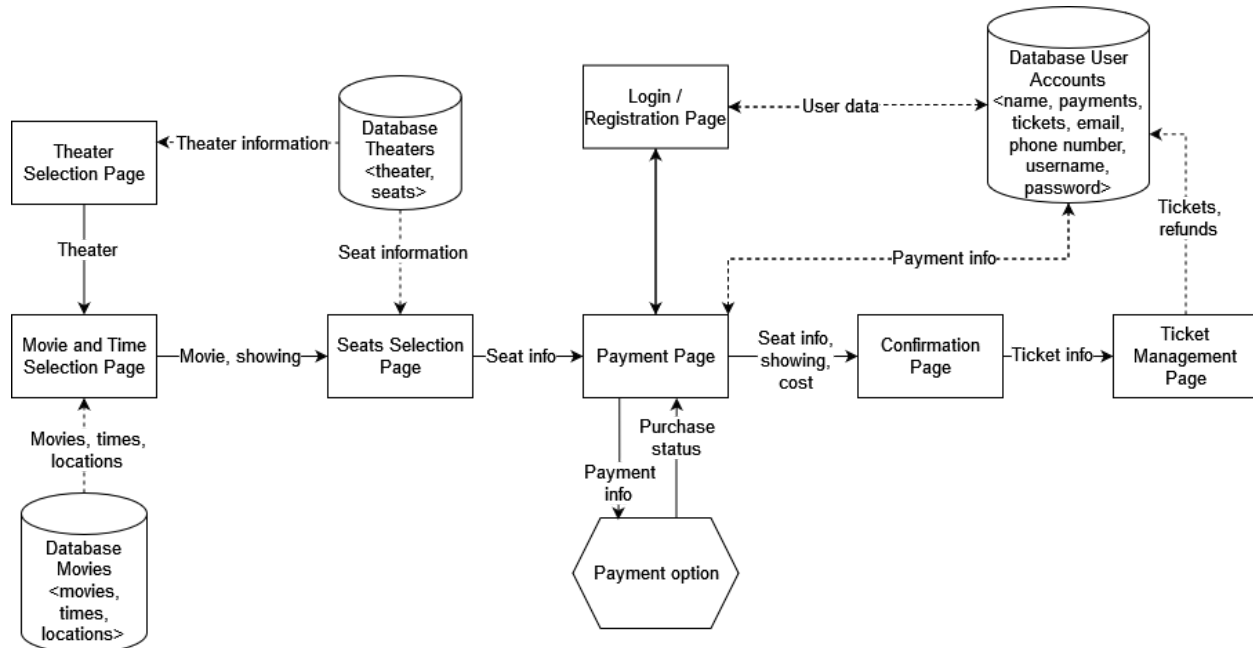 Theater
Selection Page
Theater information
Database
Theaters
<theater,
seats>
Login /
Registration Page
User data
Database User
Accounts
<name, payments,
tickets, email,
phone number,
username,
password>
Theater
Seat information
Payment info
Tickets,
refunds
Movie and Time
Selection Page
Movie, showing
Seats Selection
Page
Seat info
Payment Page
Seat info,
showing,
cost
Confirmation
Page
Ticket info
Ticket
Management
Page
Movies, times,
locations
Payment
info
Purchase
status
Database
Movies
<movies,
times,
locations>
Payment option